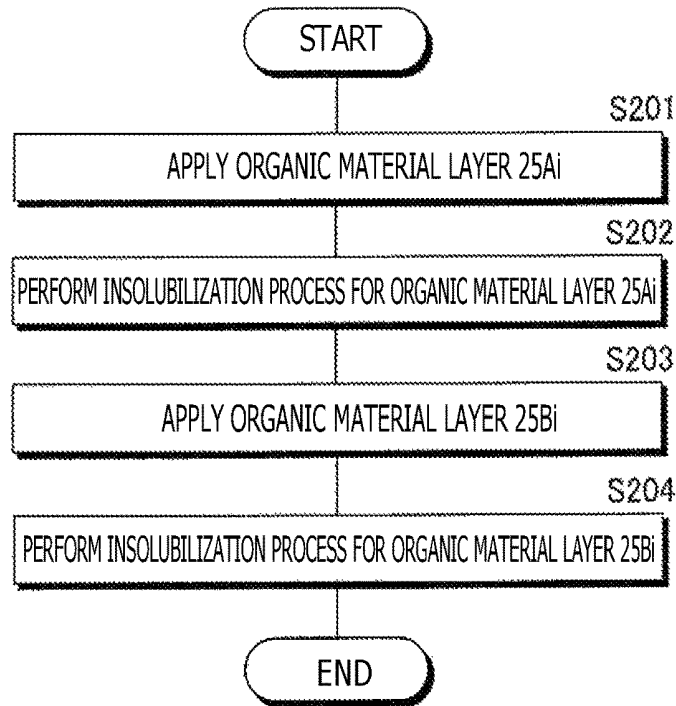 START
S201
APPLY ORGANIC MATERIAL LAYER 25Ai
S202
PERFORM INSOLUBILIZATION PROCESS FOR ORGANIC MATERIAL LAYER 25Ai
S203
APPLY ORGANIC MATERIAL LAYER 25Bi
S204
PERFORM INSOLUBILIZATION PROCESS FOR ORGANIC MATERIAL LAYER 25Bi
END